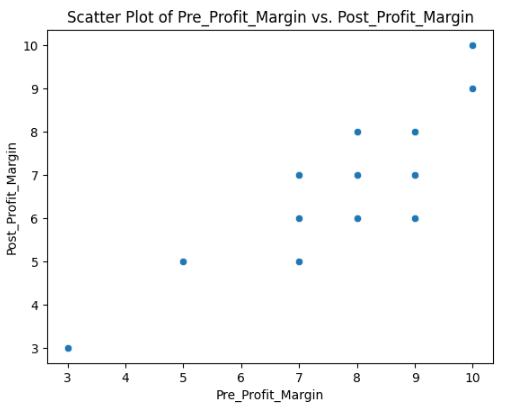 Scatter Plot of Pre_Profit_Margin vs. Post_Profit_Margin
10
9
8
7
6
5
4
3
Post_Profit_Margin
3 4 5 6 7 8 9 10
Pre_Profit_Margin